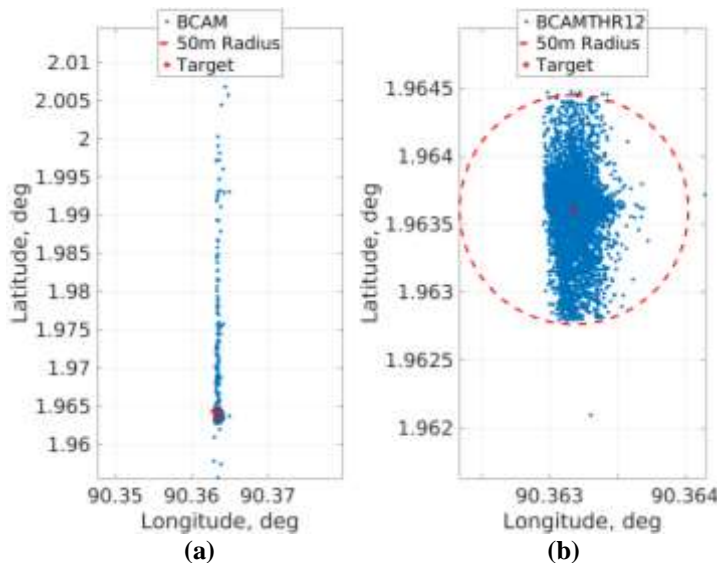 BCAM
50m Radius
Target
2.01
2.005
2
1.995
1.99
1.985
1.98
1.975
1.97
1.965
1.96
Latitude, deg
90.35 90.36 90.37
Longitude, deg
(a)
BCAMTHR12
50m Radius
Target
1.9645
1.964
1.9635
1.963
1.9625
1.962
Latitude, deg
90.363 90.364
Longitude, deg
(b)